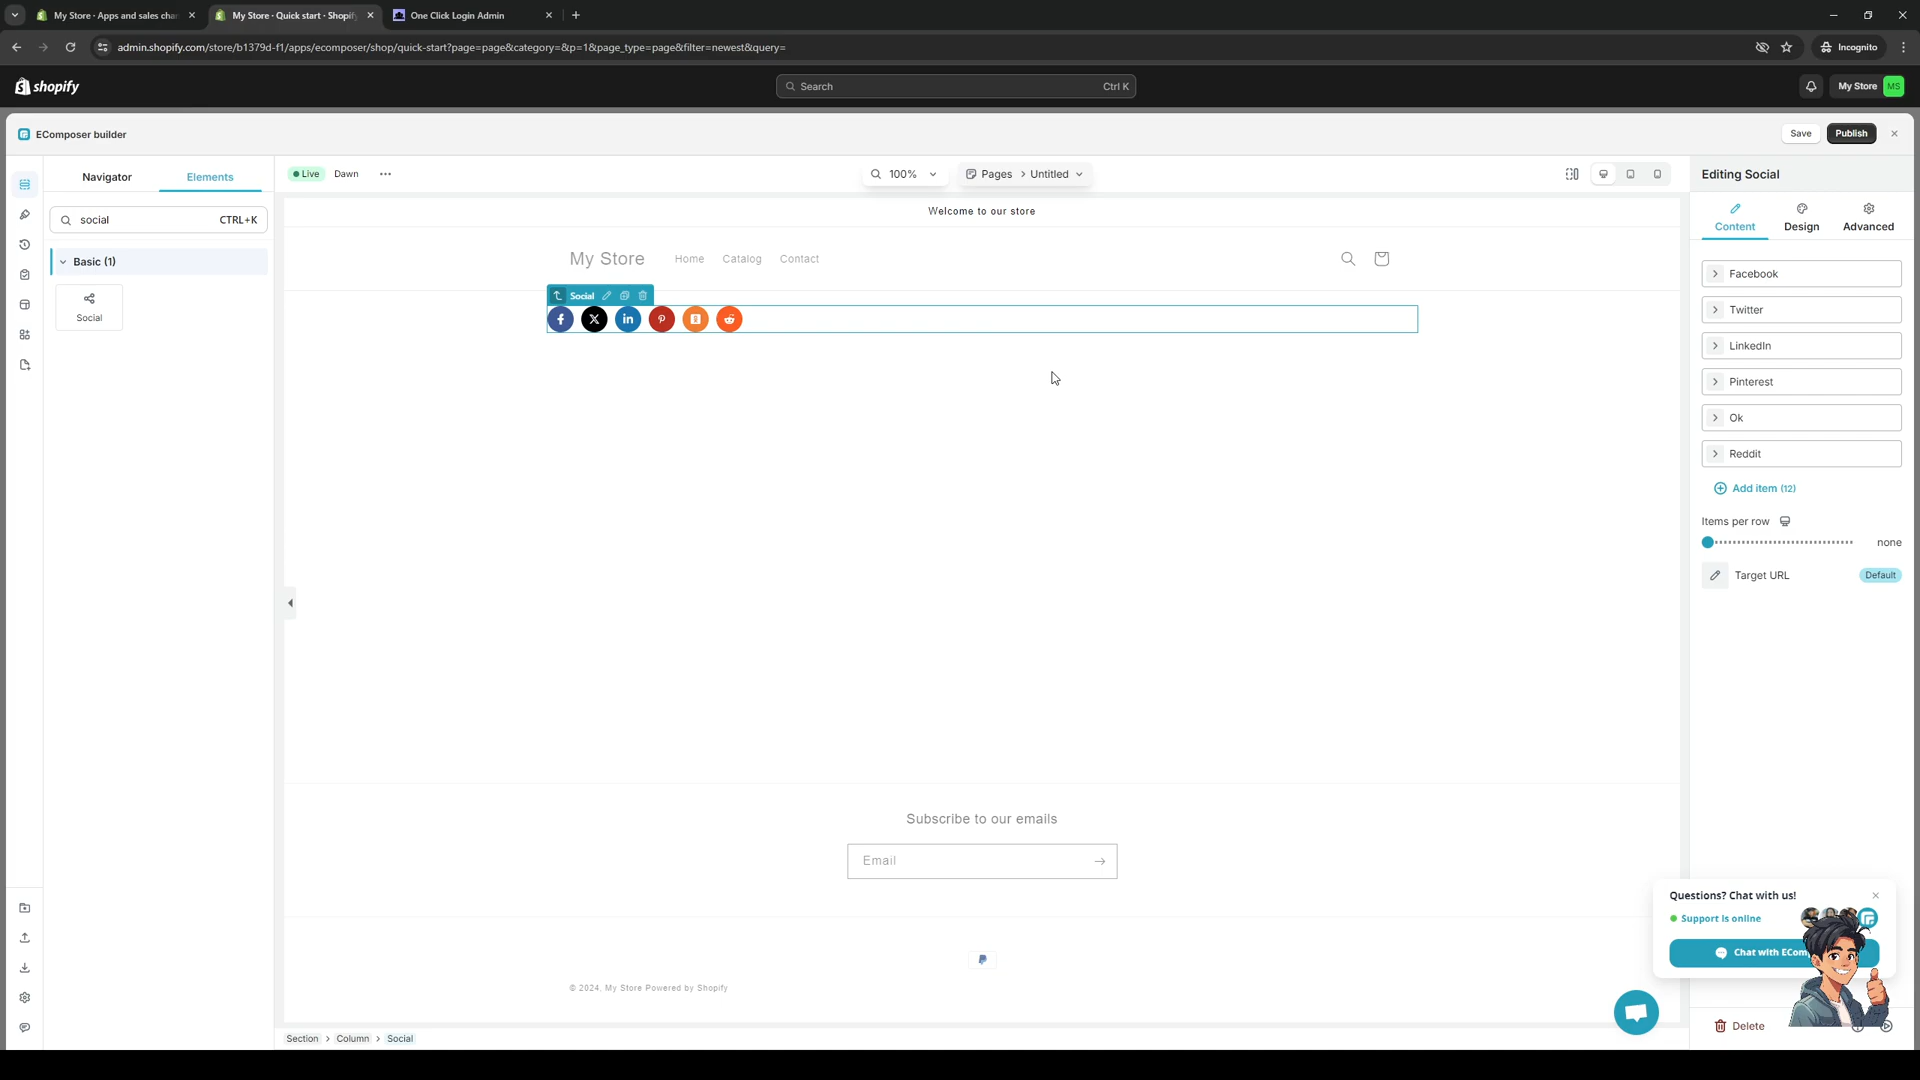 My Store - Apps and sales chan
My Store · Quick start · Shopif
One Click Login Admin
admin.shopify.com/store/b1379d-f1/apps/ecomposer/shop/quick-start?page=page&category=&p=1&page_type=page&filter=newest&query=
Incognito
shopify
Search
Ctrl K
My Store
MS
EComposer builder
Save
Publish
Navigator
Elements
Live
Dawn
100%
Pages > Untitled
Editing Social
social
CTRL+K
Basic (1)
Social
Welcome to our store
My Store
Home
Catalog
Contact
Social
Content
Design
Advanced
Facebook
Twitter
LinkedIn
Pinterest
Ok
Reddit
Add item (12)
Items per row
none
Target URL
Default
Subscribe to our emails
Email
© 2024, My Store Powered by Shopify
Questions? Chat with us!
Support is online
Chat with ECom
Delete
Section > Column > Social